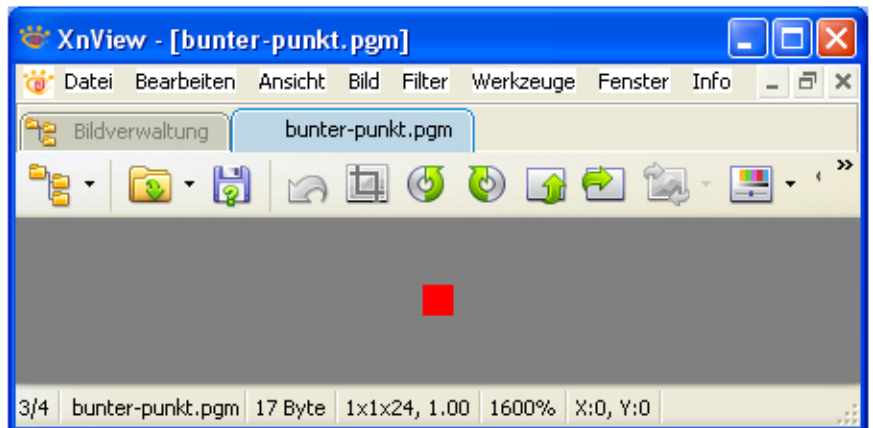 XnView - [bunter-punkt.pgm]
Datei Bearbeiten Ansicht Bild Filter Werkzeuge Fenster Info
Bildverwaltung bunter-punkt.pgm
3/4 bunter-punkt.pgm 17 Byte 1x1x24, 1.00 1600% X:0, Y:0